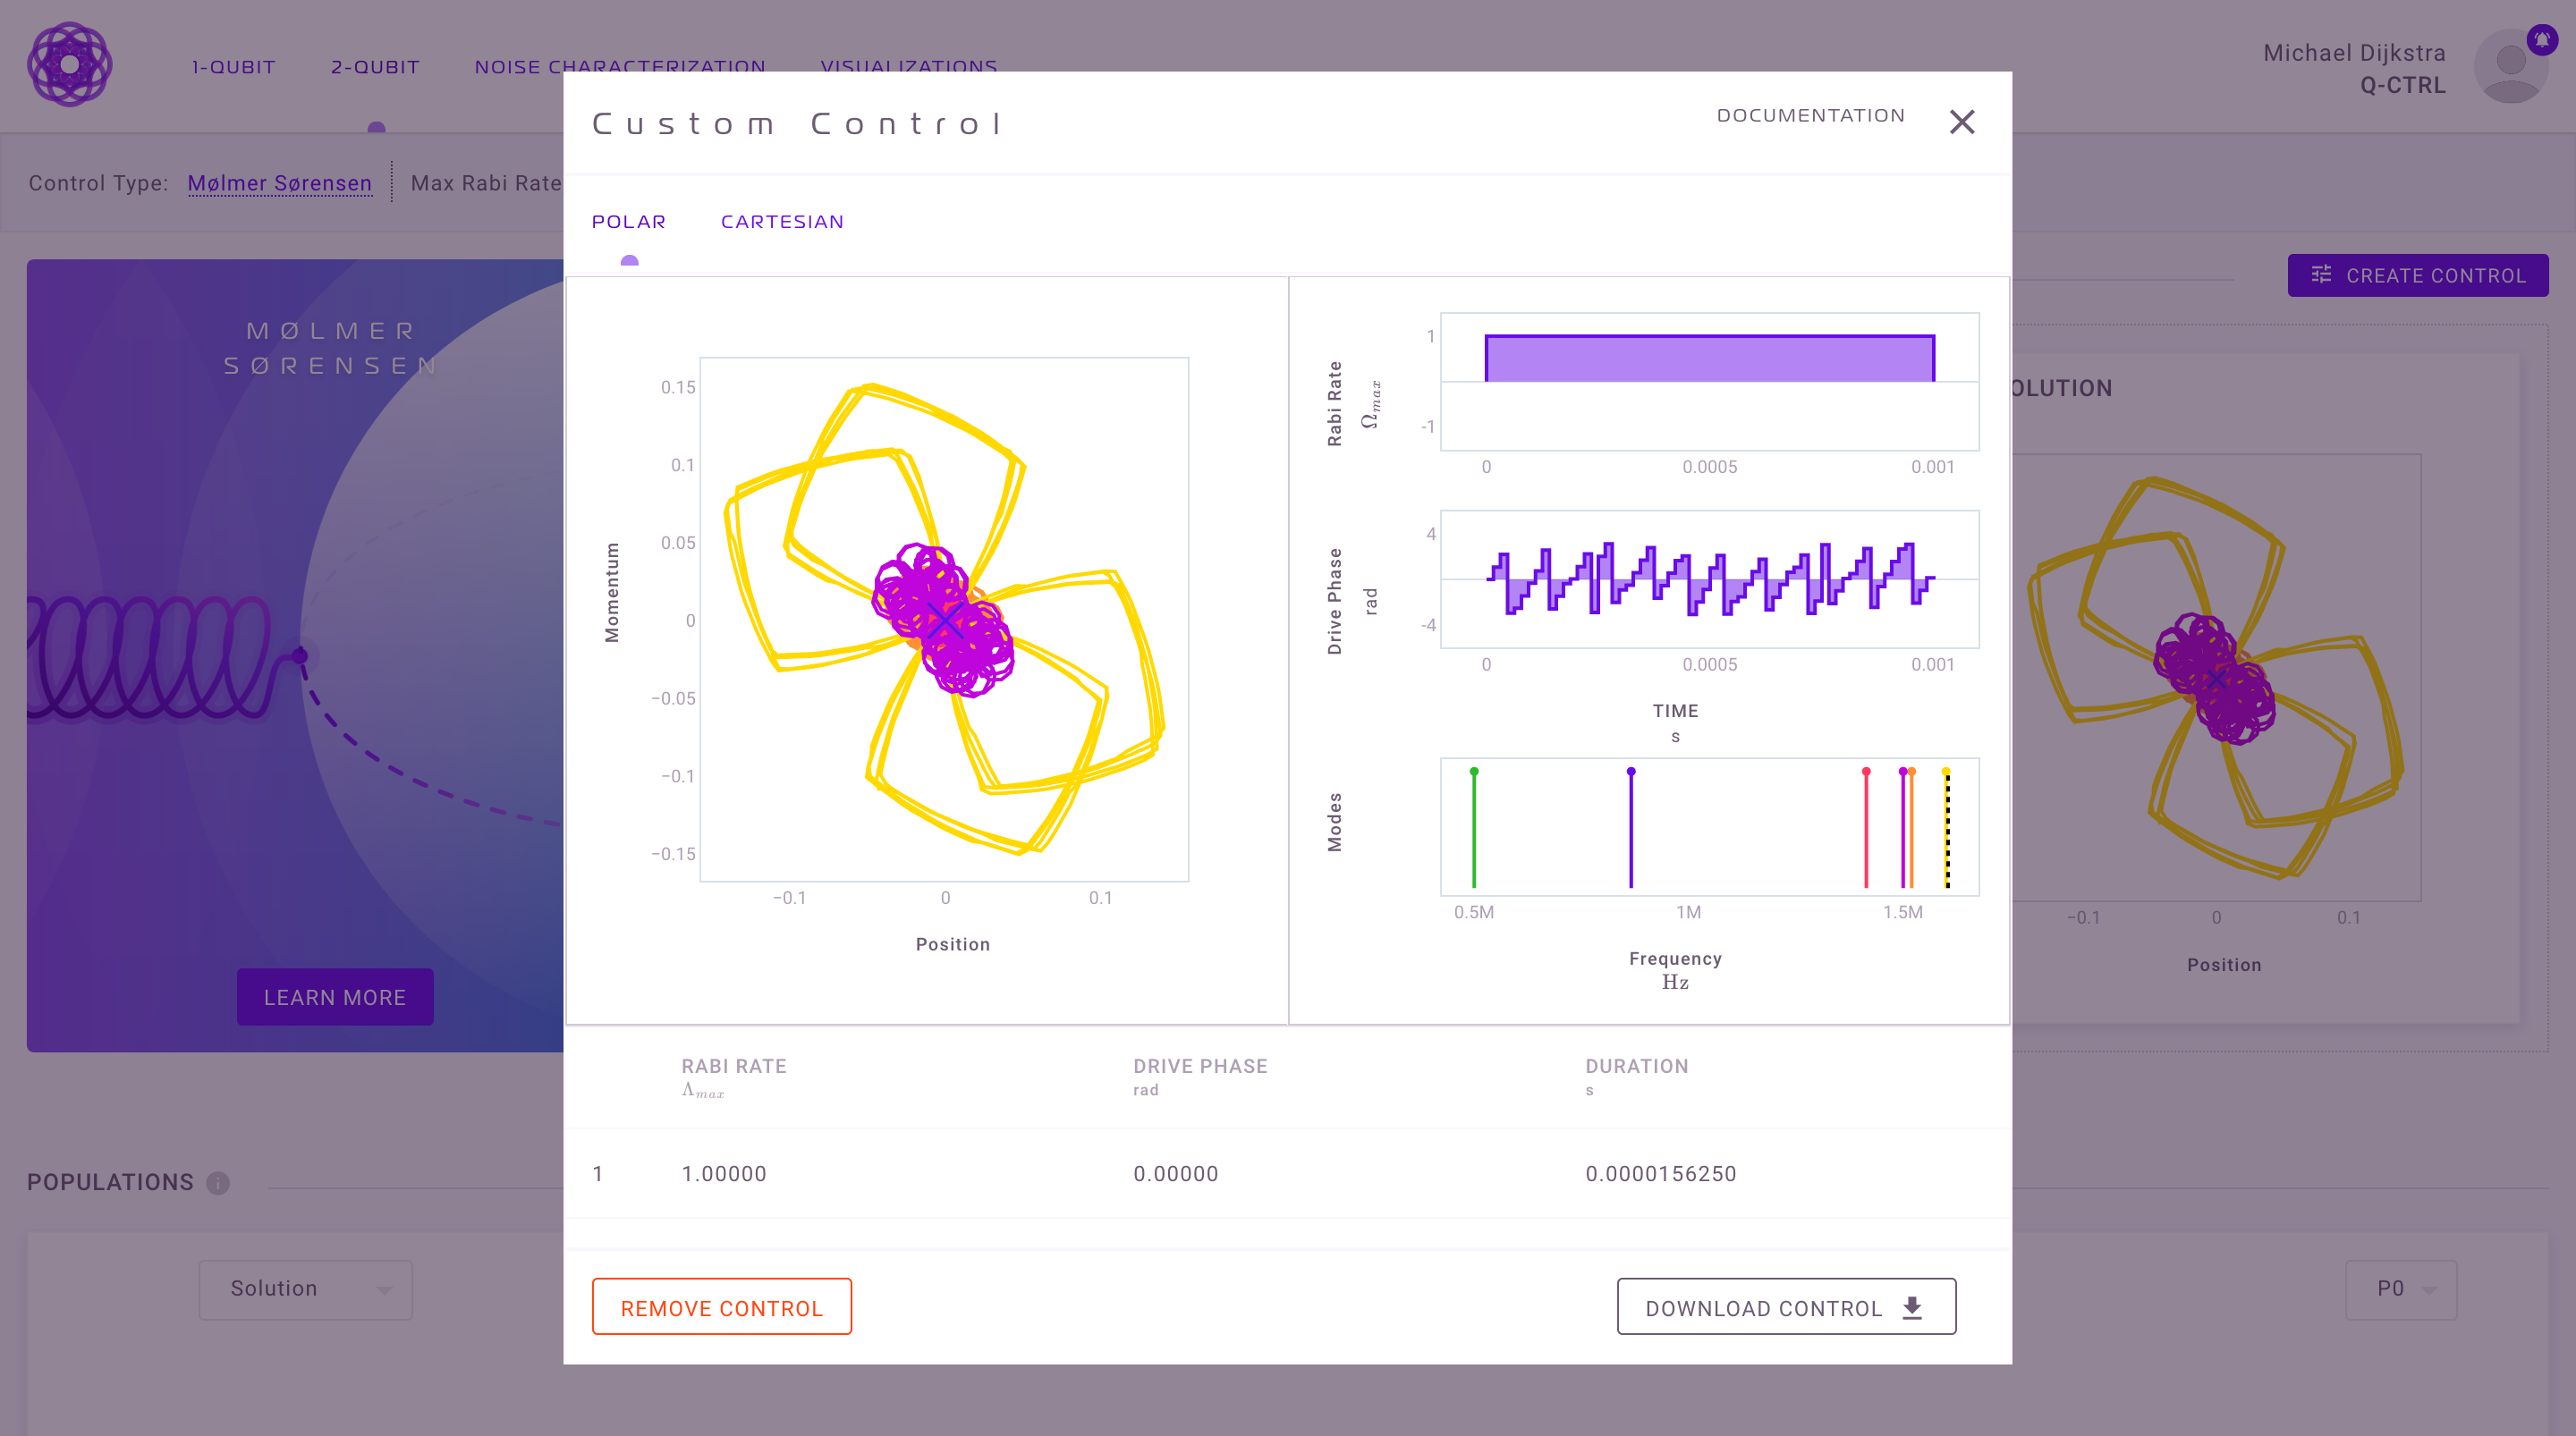 1-QUBIT
2-QUBIT
NOISE CHARACTERIZATION
VISUALIZATIONS
Michael Dijkstra
Q-CTRL
Control Type: Mølmer Sørensen
Max Rabi Rate
CREATE CONTROL
MØLMER
SØRENSEN
LEARN MORE
OLUTION
−0.1
0
0.1
Position
POPULATIONS
Solution
P0
Custom Control
DOCUMENTATION
POLAR
CARTESIAN
Momentum
0.15
0.1
0.05
0
−0.05
−0.1
−0.15
−0.1
0
0.1
Position
Rabi Rate
Ωmax
1
-1
0
0.0005
0.001
Drive Phase
rad
4
-4
0
0.0005
0.001
TIME
s
Modes
0.5M
1M
1.5M
Frequency
Hz
RABI RATE
Λmax
DRIVE PHASE
rad
DURATION
s
1 1.00000 0.00000 0.0000156250
REMOVE CONTROL
DOWNLOAD CONTROL